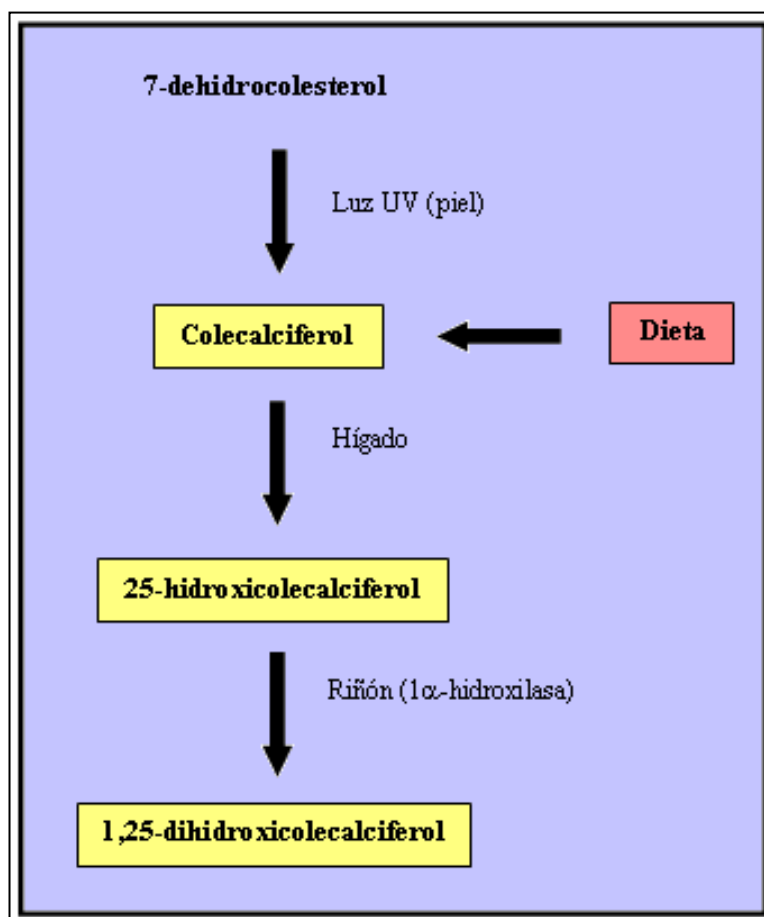 7-dehidrocolesterol
Luz UV (piel)
Colecalciferol
Dieta
Hígado
25-hidroxicolecalciferol
Riñón (1α-hidroxilasa)
1,25-dihidroxicolecalciferol